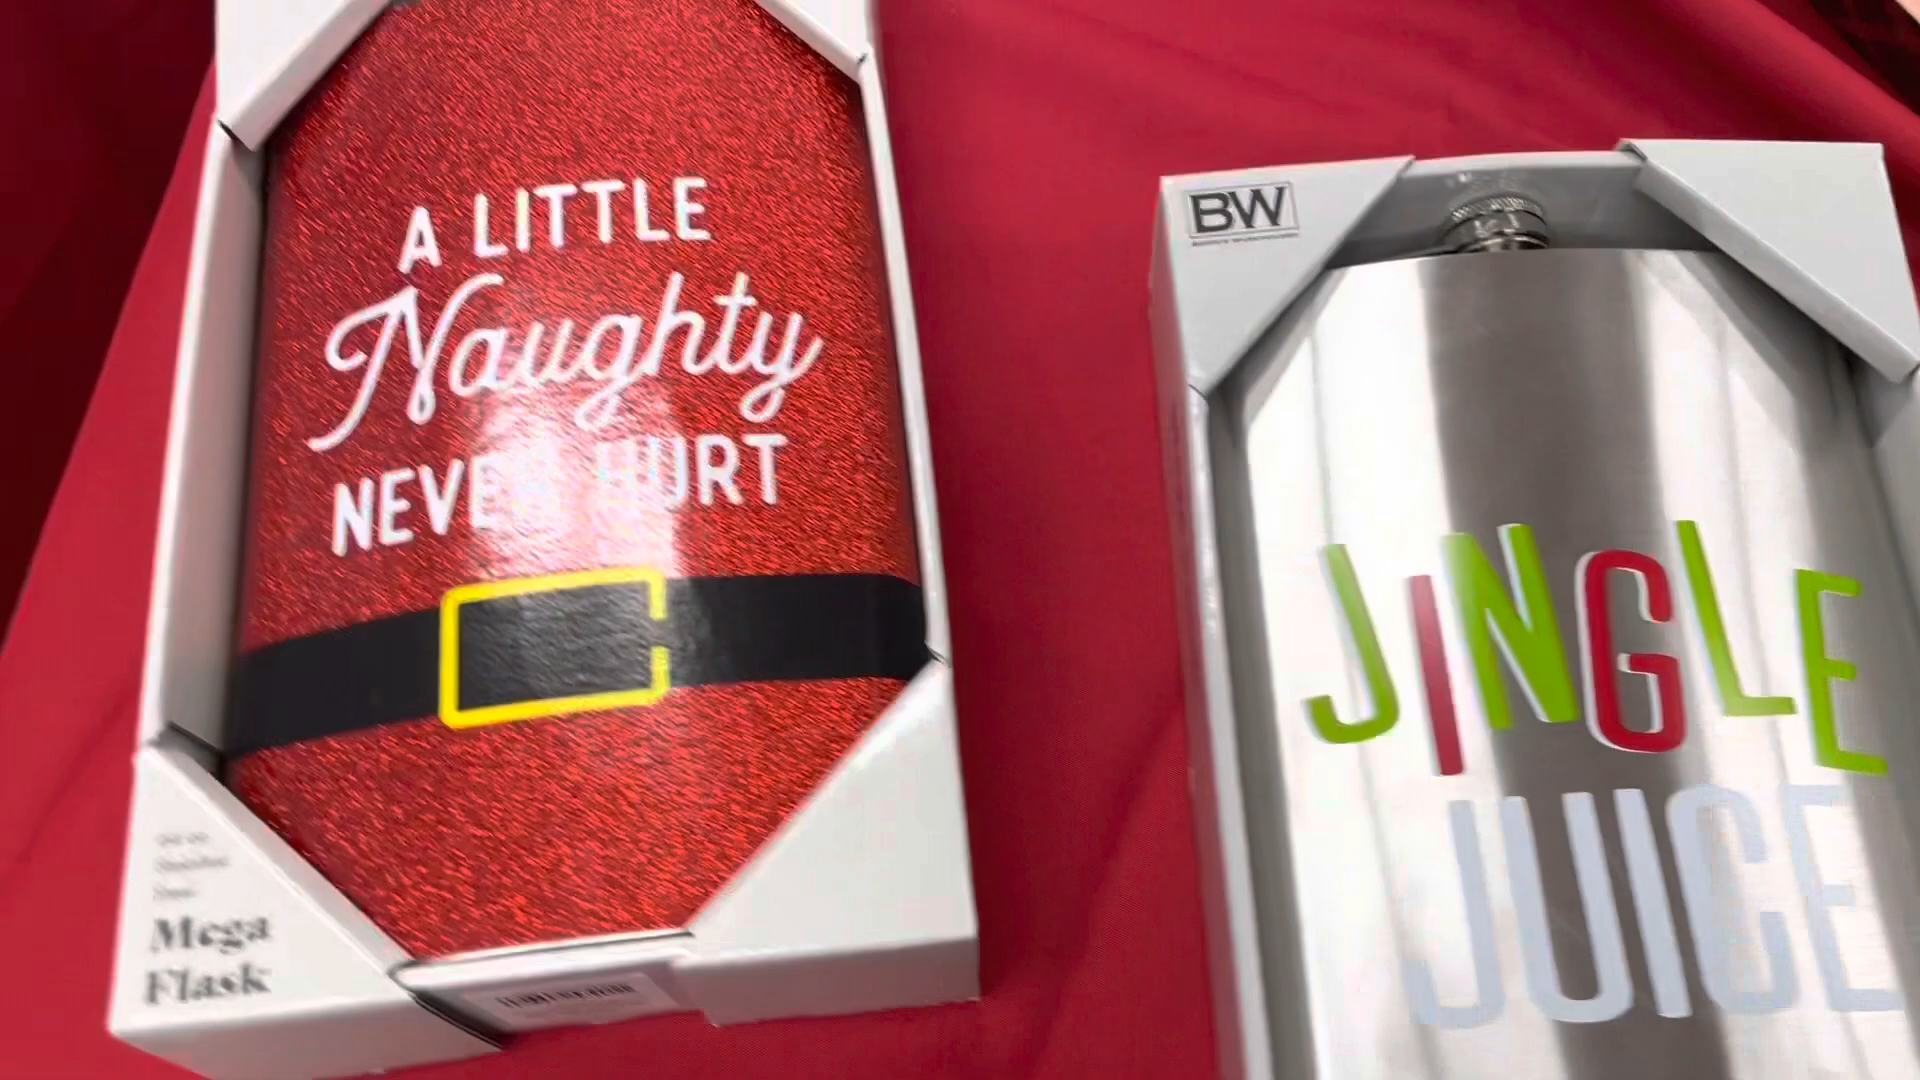 A LITTLE
Naughty
NEVER HURT
Mega
Flask
BW
JINGLE
JUICE